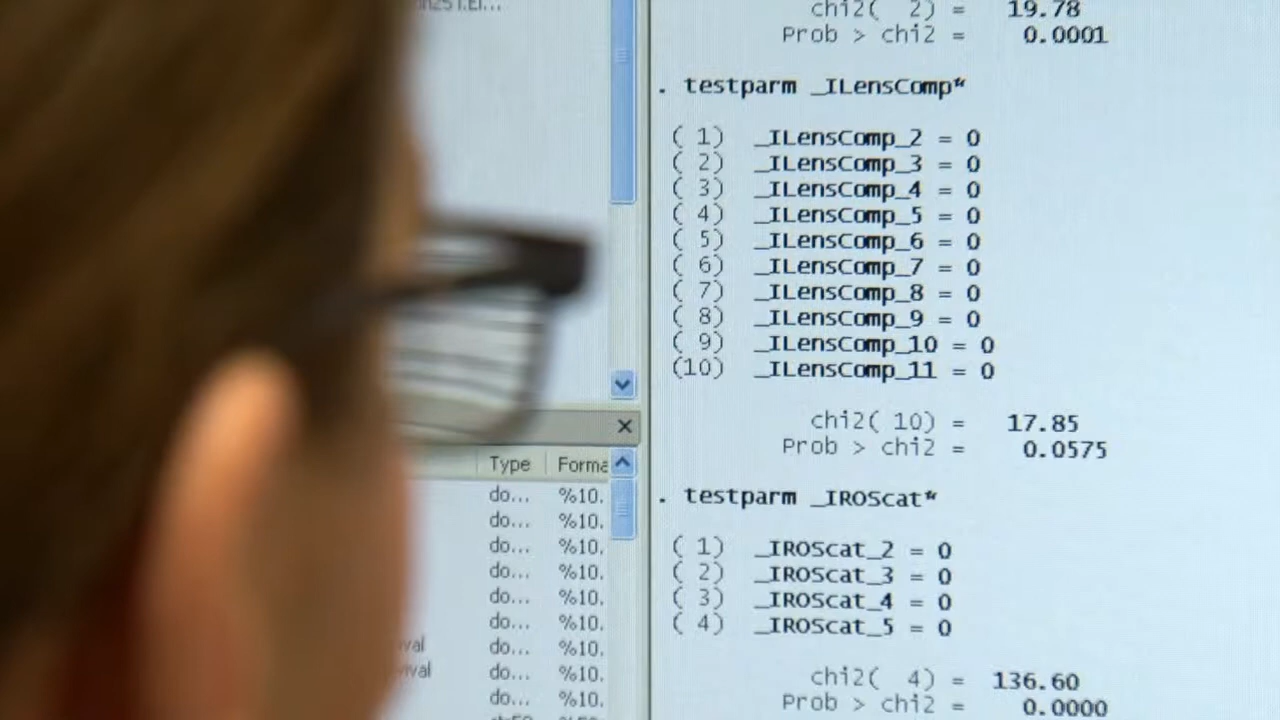 chi2( 2) = 19.78
Prob > chi2 = 0.0001
. testparm _ILensComp*
( 1) _ILensComp_2 = 0
( 2) _ILensComp_3 = 0
( 3) _ILensComp_4 = 0
( 4) _ILensComp_5 = 0
( 5) _ILensComp_6 = 0
( 6) _ILensComp_7 = 0
( 7) _ILensComp_8 = 0
( 8) _ILensComp_9 = 0
( 9) _ILensComp_10 = 0
(10) _ILensComp_11 = 0
chi2( 10) = 17.85
Prob > chi2 = 0.0575
. testparm _IROScat*
( 1) _IROScat_2 = 0
( 2) _IROScat_3 = 0
( 3) _IROScat_4 = 0
( 4) _IROScat_5 = 0
chi2( 4) = 136.60
Prob > chi2 = 0.0000
Type Forma
do... %10.
do... %10.
do... %10.
do... %10.
do... %10.
do... %10.
val do... %10.
vival do... %10.
do... %10.